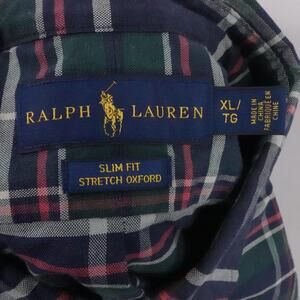 RALPH LAUREN
XL/
TG
MADE IN
CHINA
FABRIQUÉ EN
CHINE
SLIM FIT
STRETCH OXFORD